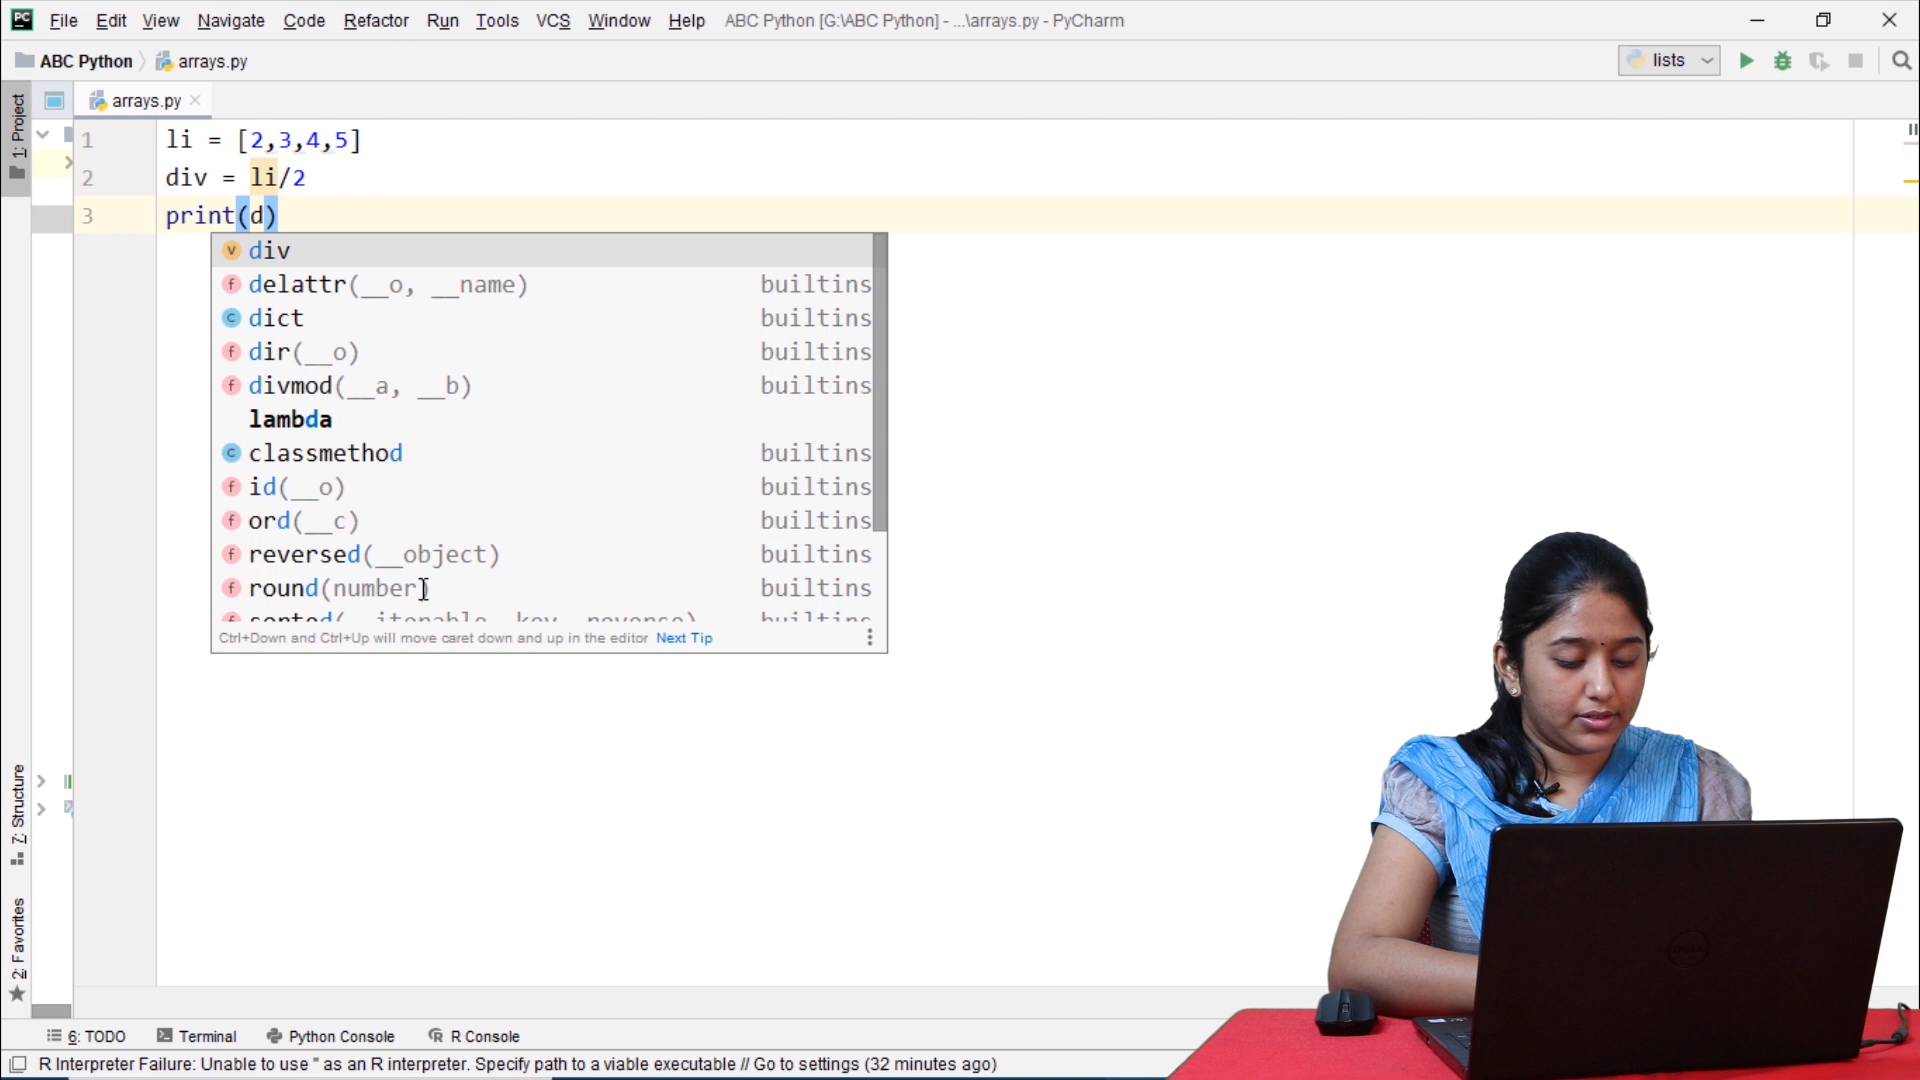 PC File Edit View Navigate Code Refactor Run Tools VCS Window Help ABC Python [G:\ABC Python] - ...\arrays.py - PyCharm
ABC Python arrays.py lists
1: Project
arrays.py
1 li = [2,3,4,5]
2 div = li/2
3 print(d)
v div
f delattr(__o, __name) builtins
c dict builtins
f dir(__o) builtins
f divmod(__a, __b) builtins
lambda
c classmethod builtins
f id(__o) builtins
f ord(__c) builtins
f reversed(__object) builtins
f round(number) builtins
f sorted(__iterable, key, reverse) builtins
Ctrl+Down and Ctrl+Up will move caret down and up in the editor Next Tip
7: Structure
2: Favorites
6: TODO Terminal Python Console R Console
R Interpreter Failure: Unable to use '' as an R interpreter. Specify path to a viable executable // Go to settings (32 minutes ago)
DELL